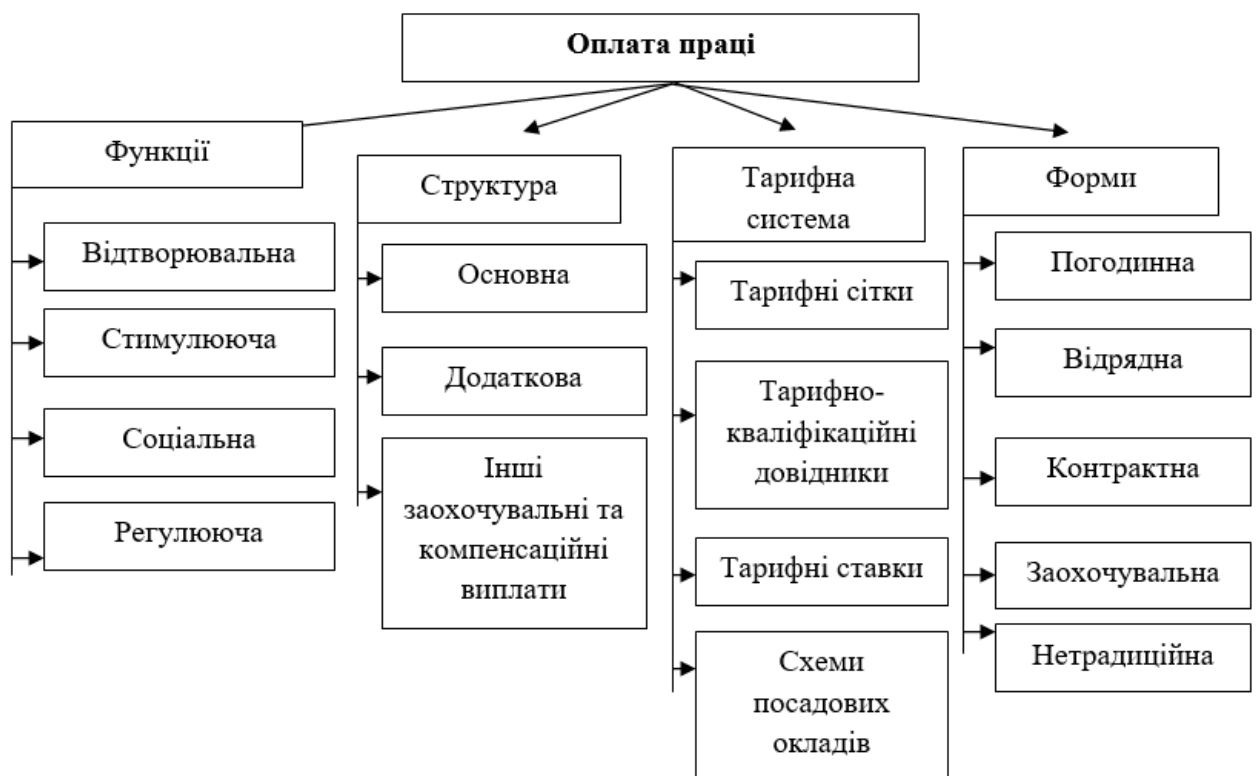 Оплата праці
Функції
Відтворювальна
Стимулююча
Соціальна
Регулююча
Структура
Основна
Додаткова
Інші
заохочувальні та
компенсаційні
виплати
Тарифна
система
Тарифні сітки
Тарифно-
кваліфікаційні
довідники
Тарифні ставки
Схеми
посадових
окладів
Форми
Погодинна
Відрядна
Контрактна
Заохочувальна
Нетрадиційна